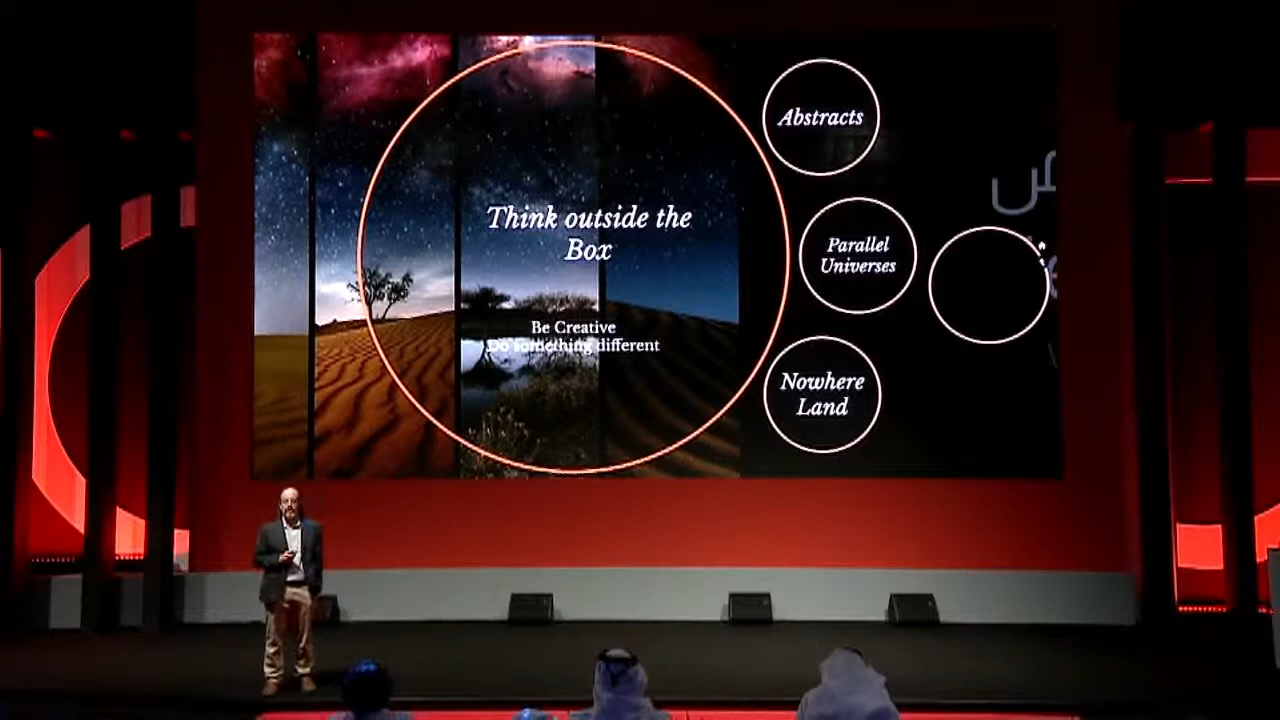 Think outside the
Box
Be Creative
Do something different
Abstracts
Parallel
Universes
Nowhere
Land